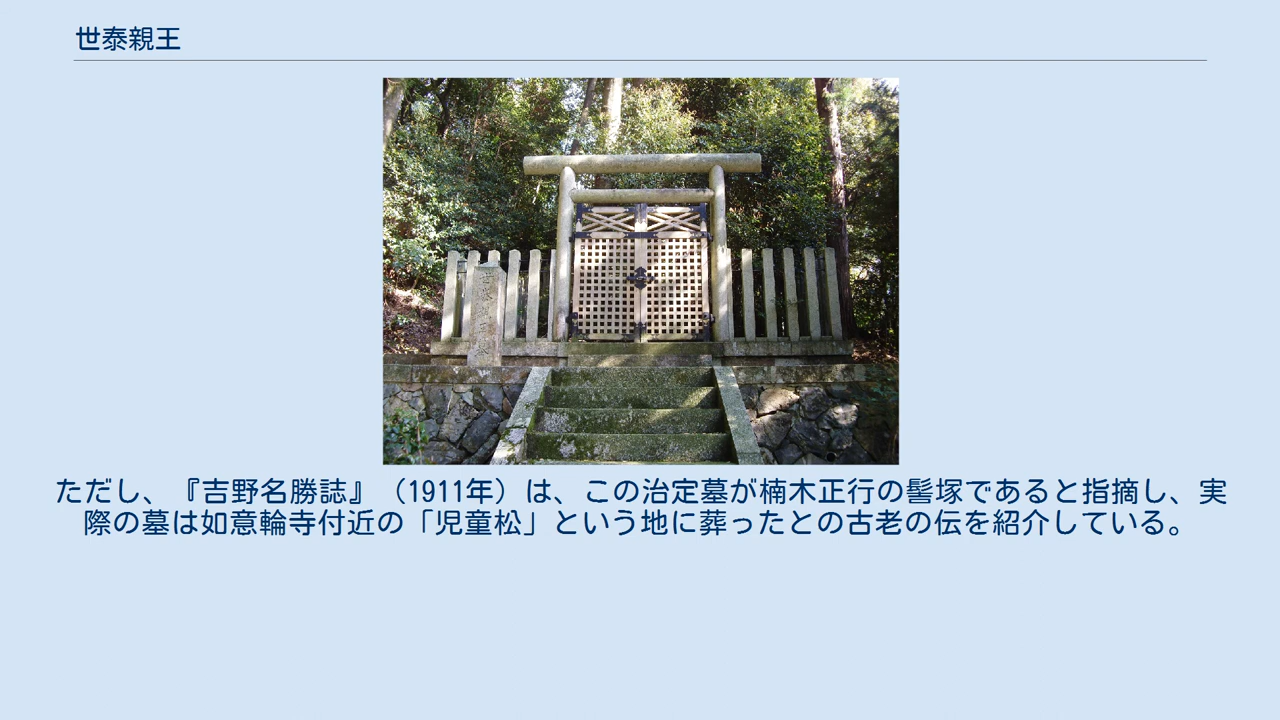 世泰親王
ただし、『吉野名勝誌』（1911年）は、この治定墓が楠木正行の髻塚であると指摘し、実
際の墓は如意輪寺付近の「児童松」という地に葬ったとの古老の伝を紹介している。